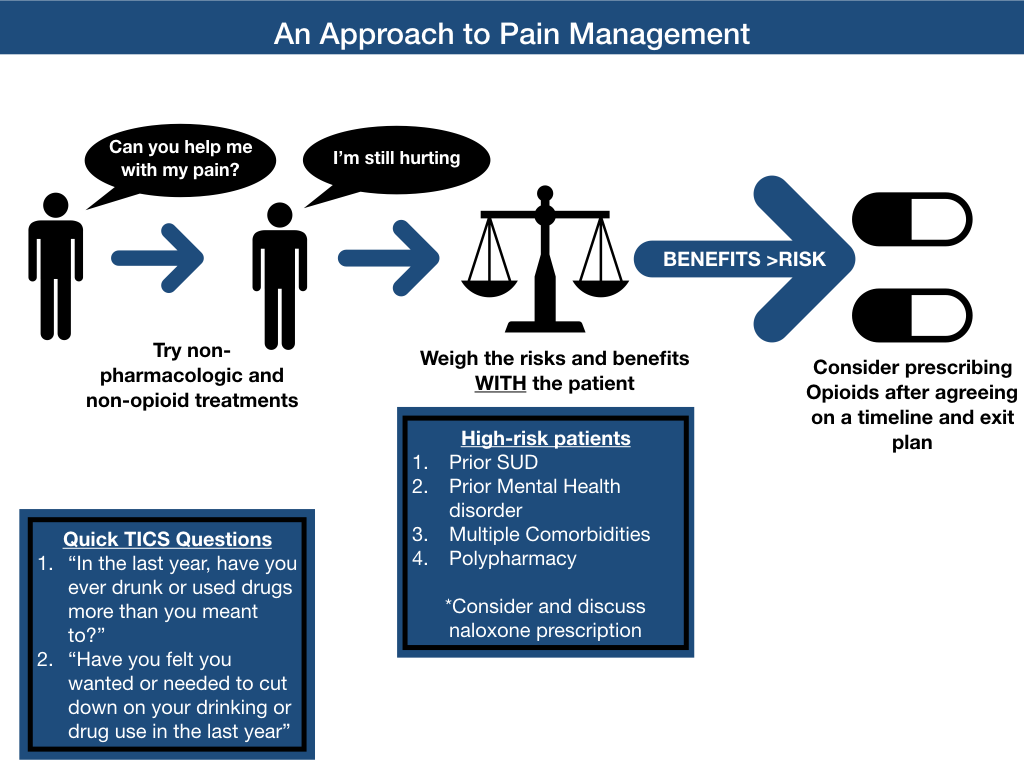 An Approach to Pain Management
Can you help me
with my pain?
I'm still hurting
BENEFITS >RISK
Try non-
pharmacologic and
non-opioid treatments
Weigh the risks and benefits
WITH the patient
Consider prescribing
Opioids after agreeing
on a timeline and exit
plan
High-risk patients
1. Prior SUD
2. Prior Mental Health
disorder
3. Multiple Comorbidities
4. Polypharmacy
*Consider and discuss
naloxone prescription
Quick TICS Questions
1. “In the last year, have you
ever drunk or used drugs
more than you meant
to?”
2. “Have you felt you
wanted or needed to cut
down on your drinking or
drug use in the last year”